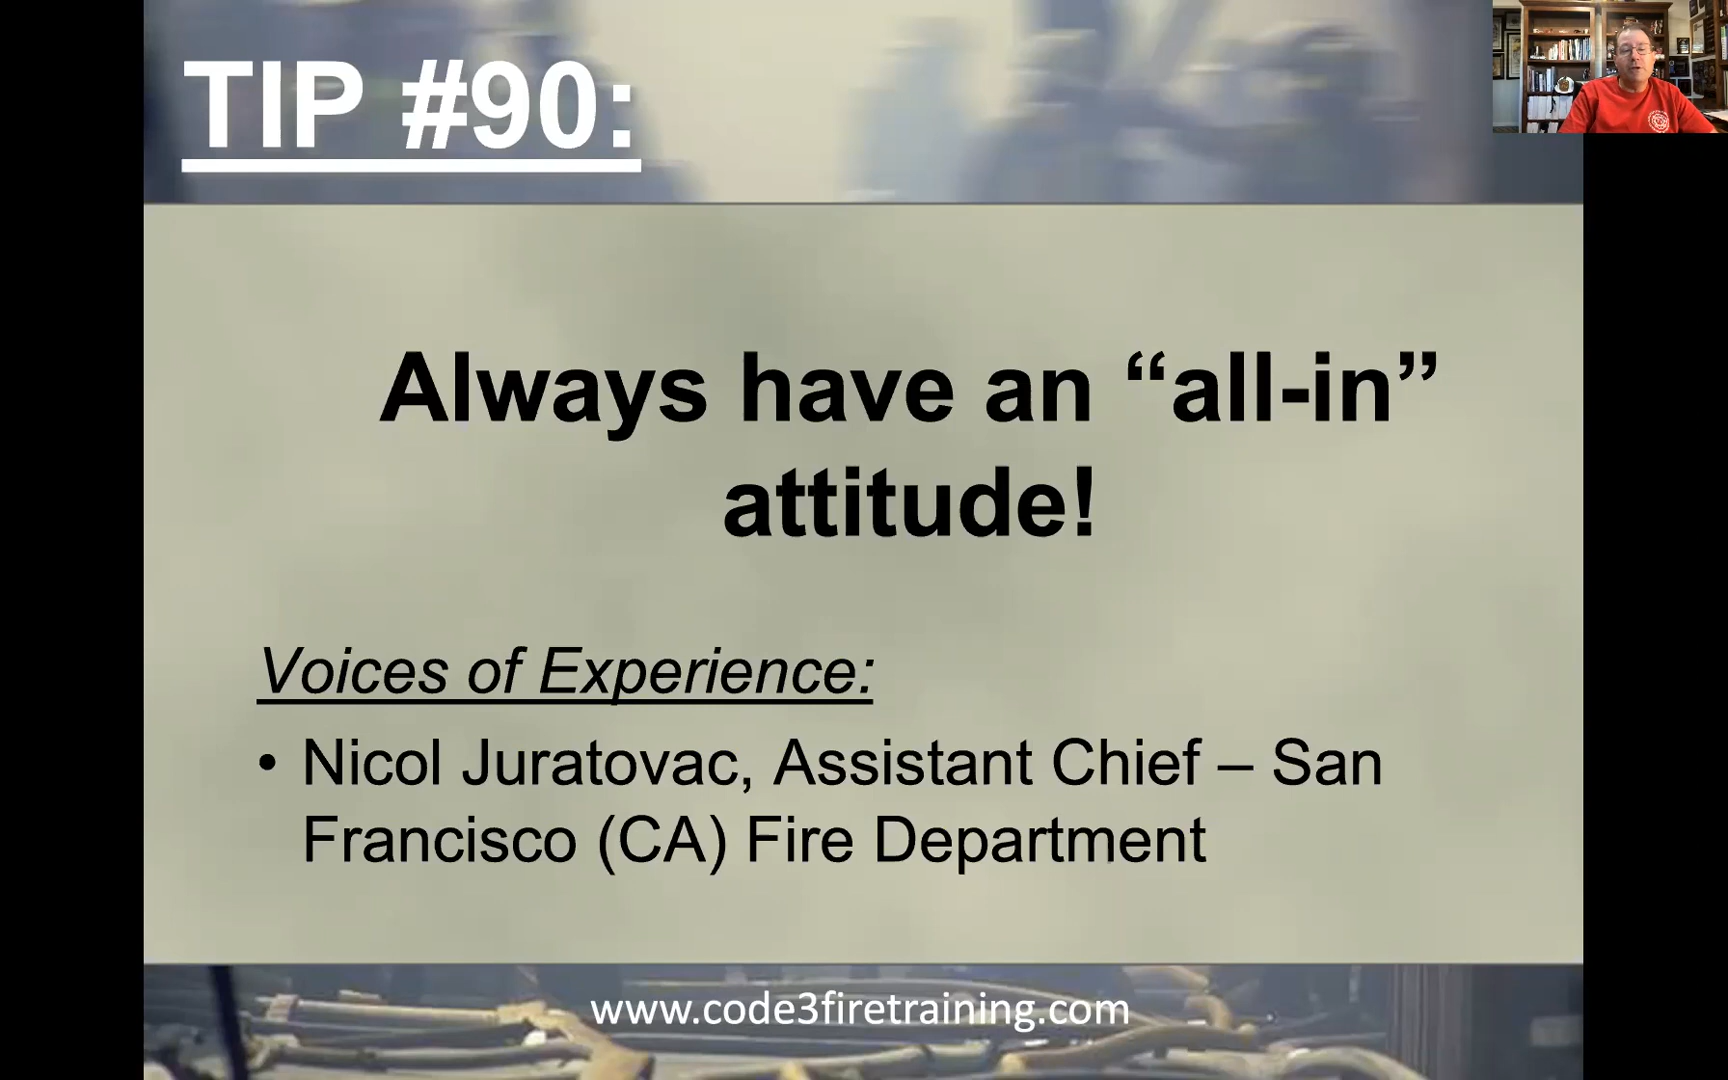 TIP #90:
Always have an “all-in”
attitude!
Voices of Experience:
• Nicol Juratovac, Assistant Chief – San
Francisco (CA) Fire Department
www.code3firetraining.com